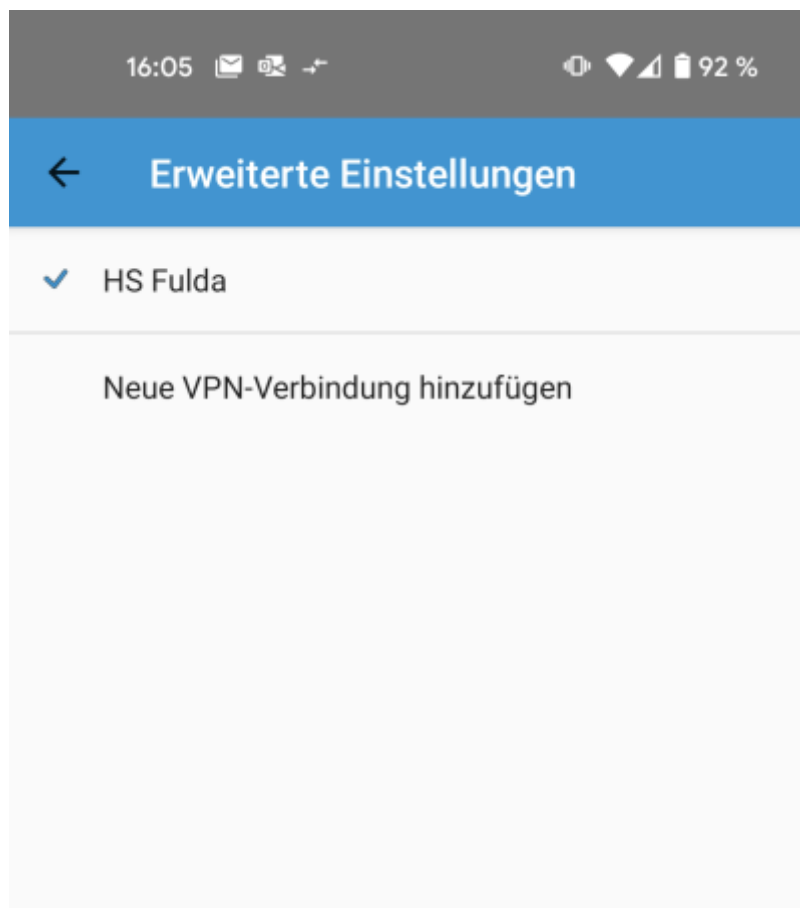 16:05 92 %
Erweiterte Einstellungen
HS Fulda
Neue VPN-Verbindung hinzufügen